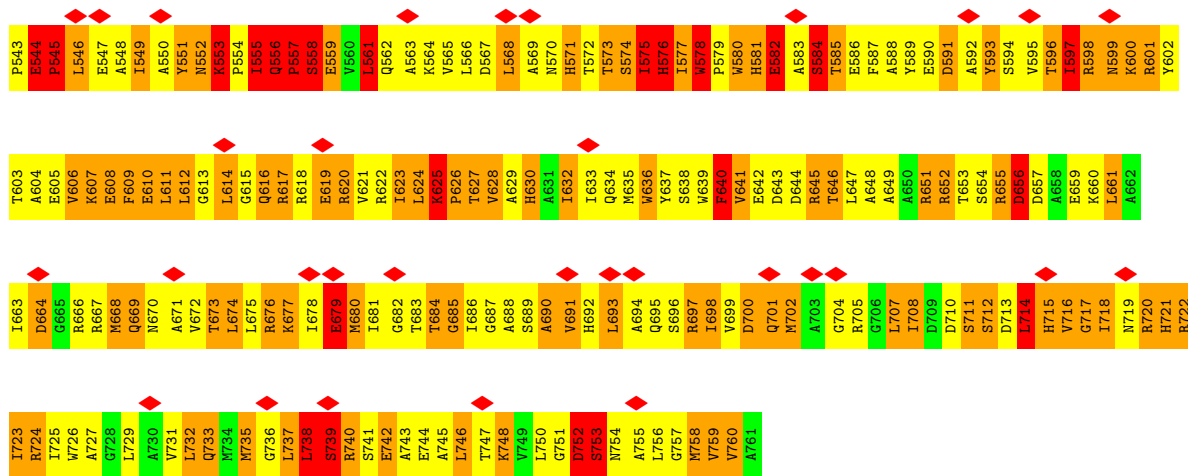 P543 E544 P545 L546 E547 A548 I549 A550 Y551 N552 K553 P554 I555 Q556 P557 S558 E559 V560 L561 Q562 A563 K564 V565 L566 D567 L568 A569 N570 H571 T572 T573 S574 I575 H576 I577 W578 P579 W580 H581 E582 A583 S584 T585 E586 F587 A588 Y589 E590 D591 A592 Y593 S594 V595 T596 I597 R598 N599 K600 R601 Y602
T603 A604 E605 V606 K607 E608 F609 E610 L611 L612 G613 L614 G615 Q616 R617 R618 E619 R620 V621 R622 I623 L624 K625 P626 T627 V628 A629 H630 A631 I632 I633 Q634 M635 W636 Y637 S638 W639 F640 V641 E642 D643 D644 R645 T646 L647 A648 A649 A650 R651 R652 T653 S654 R655 D656 D657 A658 E659 K660 L661 A662
I663 D664 G665 R666 R667 M668 Q669 N670 A671 V672 T673 L674 L675 R676 K677 I678 E679 M680 I681 G682 T683 T684 G685 I686 G687 A688 S689 A690 V691 H692 L693 A694 Q695 S696 R697 I698 V699 D700 Q701 M702 A703 G704 R705 G706 L707 I708 D709 D710 S711 S712 D713 L714 H715 V716 G717 I718 N719 R720 H721 R722
I723 R724 I725 W726 A727 G728 L729 A730 V731 L732 Q733 M734 M735 G736 L737 L738 S739 R740 S741 E742 A743 E744 A745 L746 T747 K748 V749 L750 G751 D752 S753 N754 A755 L756 G757 M758 V759 V760 A761